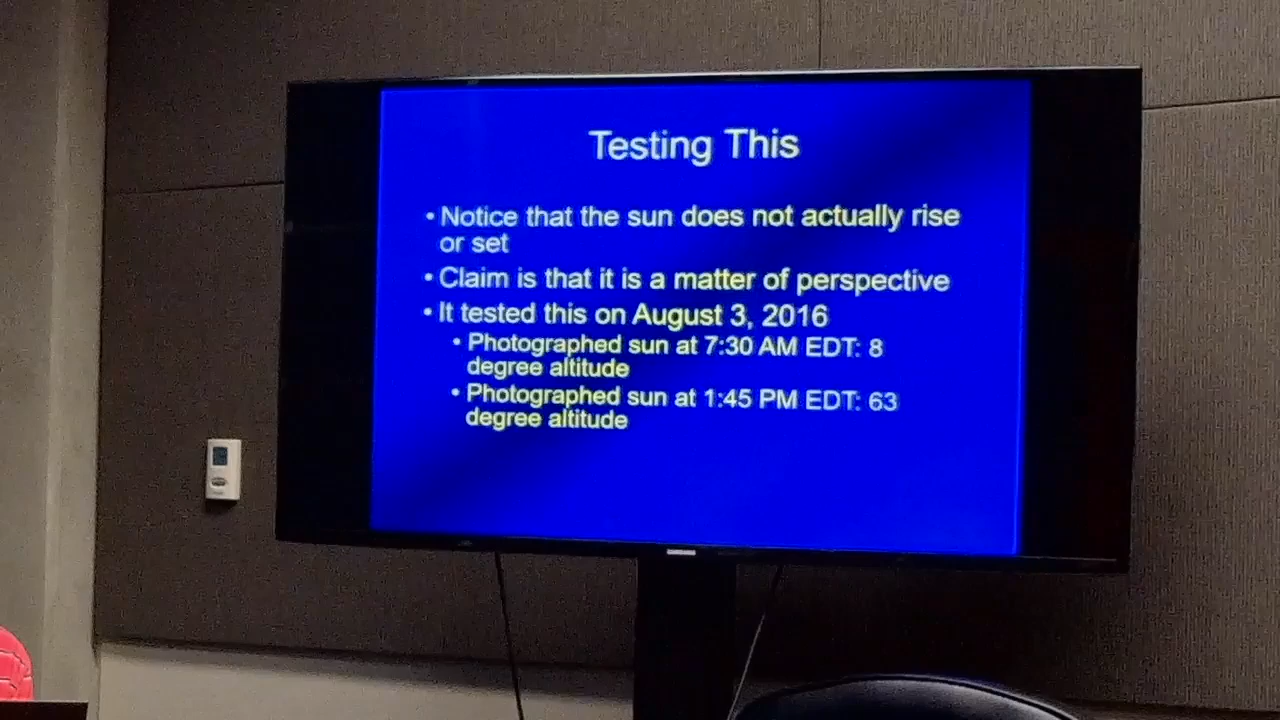 Testing This
• Notice that the sun does not actually rise
or set
• Claim is that it is a matter of perspective
• It tested this on August 3, 2016
• Photographed sun at 7:30 AM EDT: 8
degree altitude
• Photographed sun at 1:45 PM EDT: 63
degree altitude
SAMSUNG